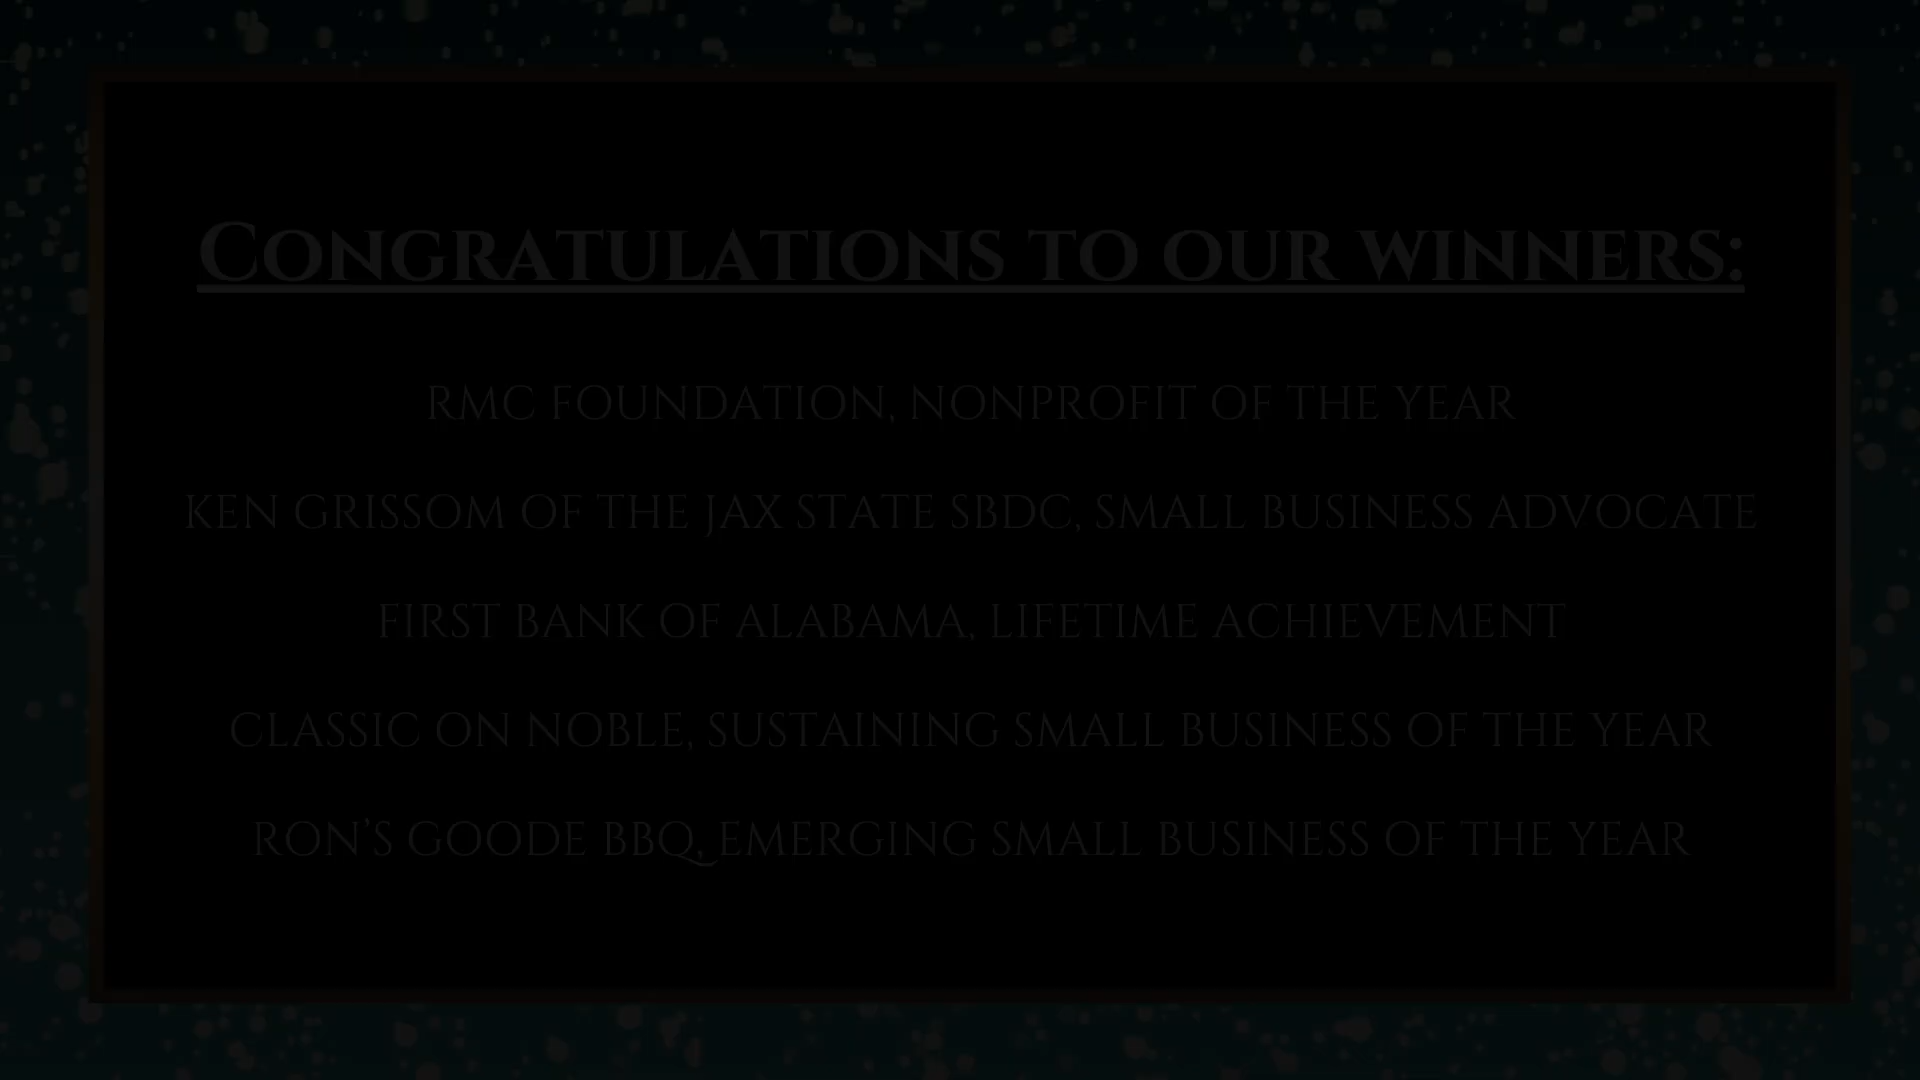 CONGRATULATIONS TO OUR WINNERS:
RMC FOUNDATION, NONPROFIT OF THE YEAR
KEN GRISSOM OF THE JAX STATE SBDC, SMALL BUSINESS ADVOCATE
FIRST BANK OF ALABAMA, LIFETIME ACHIEVEMENT
CLASSIC ON NOBLE, SUSTAINING SMALL BUSINESS OF THE YEAR
RON'S GOODE BBQ, EMERGING SMALL BUSINESS OF THE YEAR